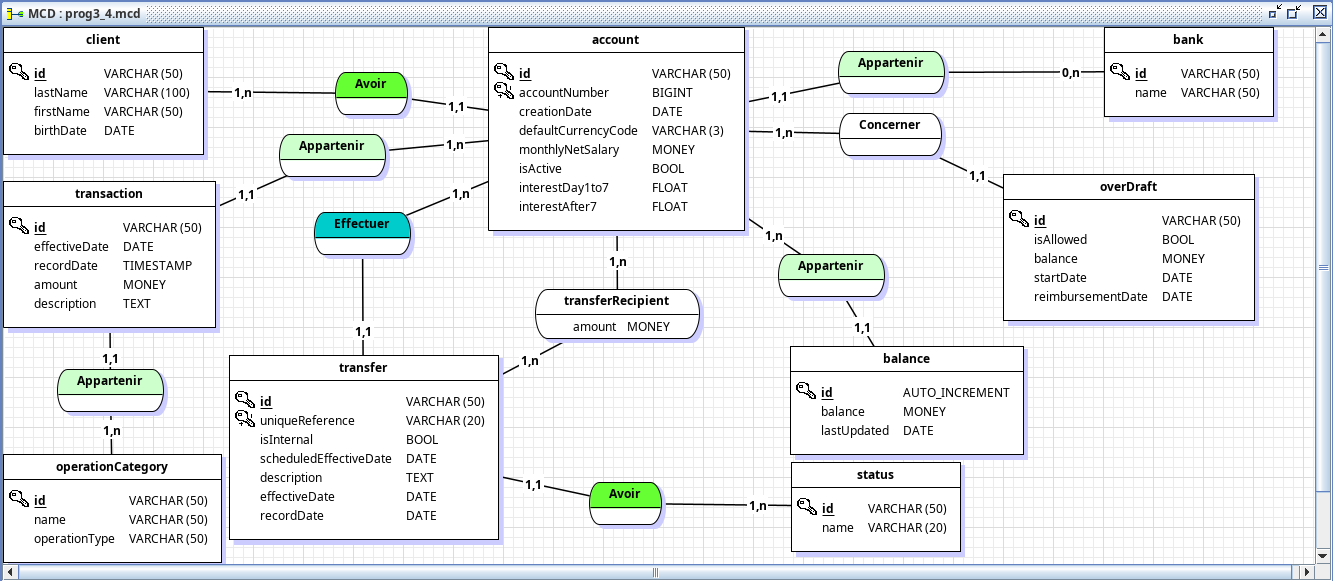 MCD : prog3_4.mcd
client
id VARCHAR (50)
lastName VARCHAR (100)
firstName VARCHAR (50)
birthDate DATE
1,n
Avoir
1,1
account
id VARCHAR (50)
accountNumber BIGINT
creationDate DATE
defaultCurrencyCode VARCHAR (3)
monthlyNetSalary MONEY
isActive BOOL
interestDay1to7 FLOAT
interestAfter7 FLOAT
1,1
Appartenir
0,n
bank
id VARCHAR (50)
name VARCHAR (50)
1,n
Concerner
1,1
overDraft
id VARCHAR (50)
isAllowed BOOL
balance MONEY
startDate DATE
reimbursementDate DATE
Appartenir
1,n
1,1
transaction
id VARCHAR (50)
effectiveDate DATE
recordDate TIMESTAMP
amount MONEY
description TEXT
1,n
Effectuer
1,1
1,n
transferRecipient
amount MONEY
1,n
1,n
Appartenir
1,1
balance
id AUTO_INCREMENT
balance MONEY
lastUpdated DATE
1,1
Appartenir
1,n
operationCategory
id VARCHAR (50)
name VARCHAR (50)
operationType VARCHAR (50)
transfer
id VARCHAR (50)
uniqueReference VARCHAR (20)
isInternal BOOL
scheduledEffectiveDate DATE
description TEXT
effectiveDate DATE
recordDate DATE
1,1
Avoir
1,n
status
id VARCHAR (50)
name VARCHAR (20)